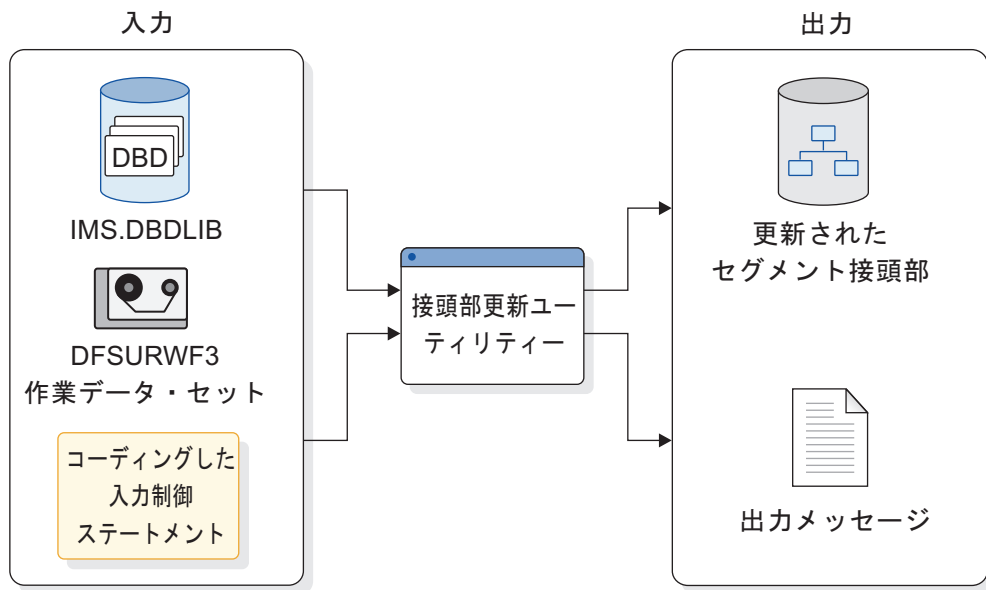 入力
DBD
IMS.DBDLIB
DFSURWF3
作業データ・セット
コーディングした
入力制御
ステートメント
接頭部更新ユー
ティリティー
出力
更新された
セグメント接頭部
出力メッセージ